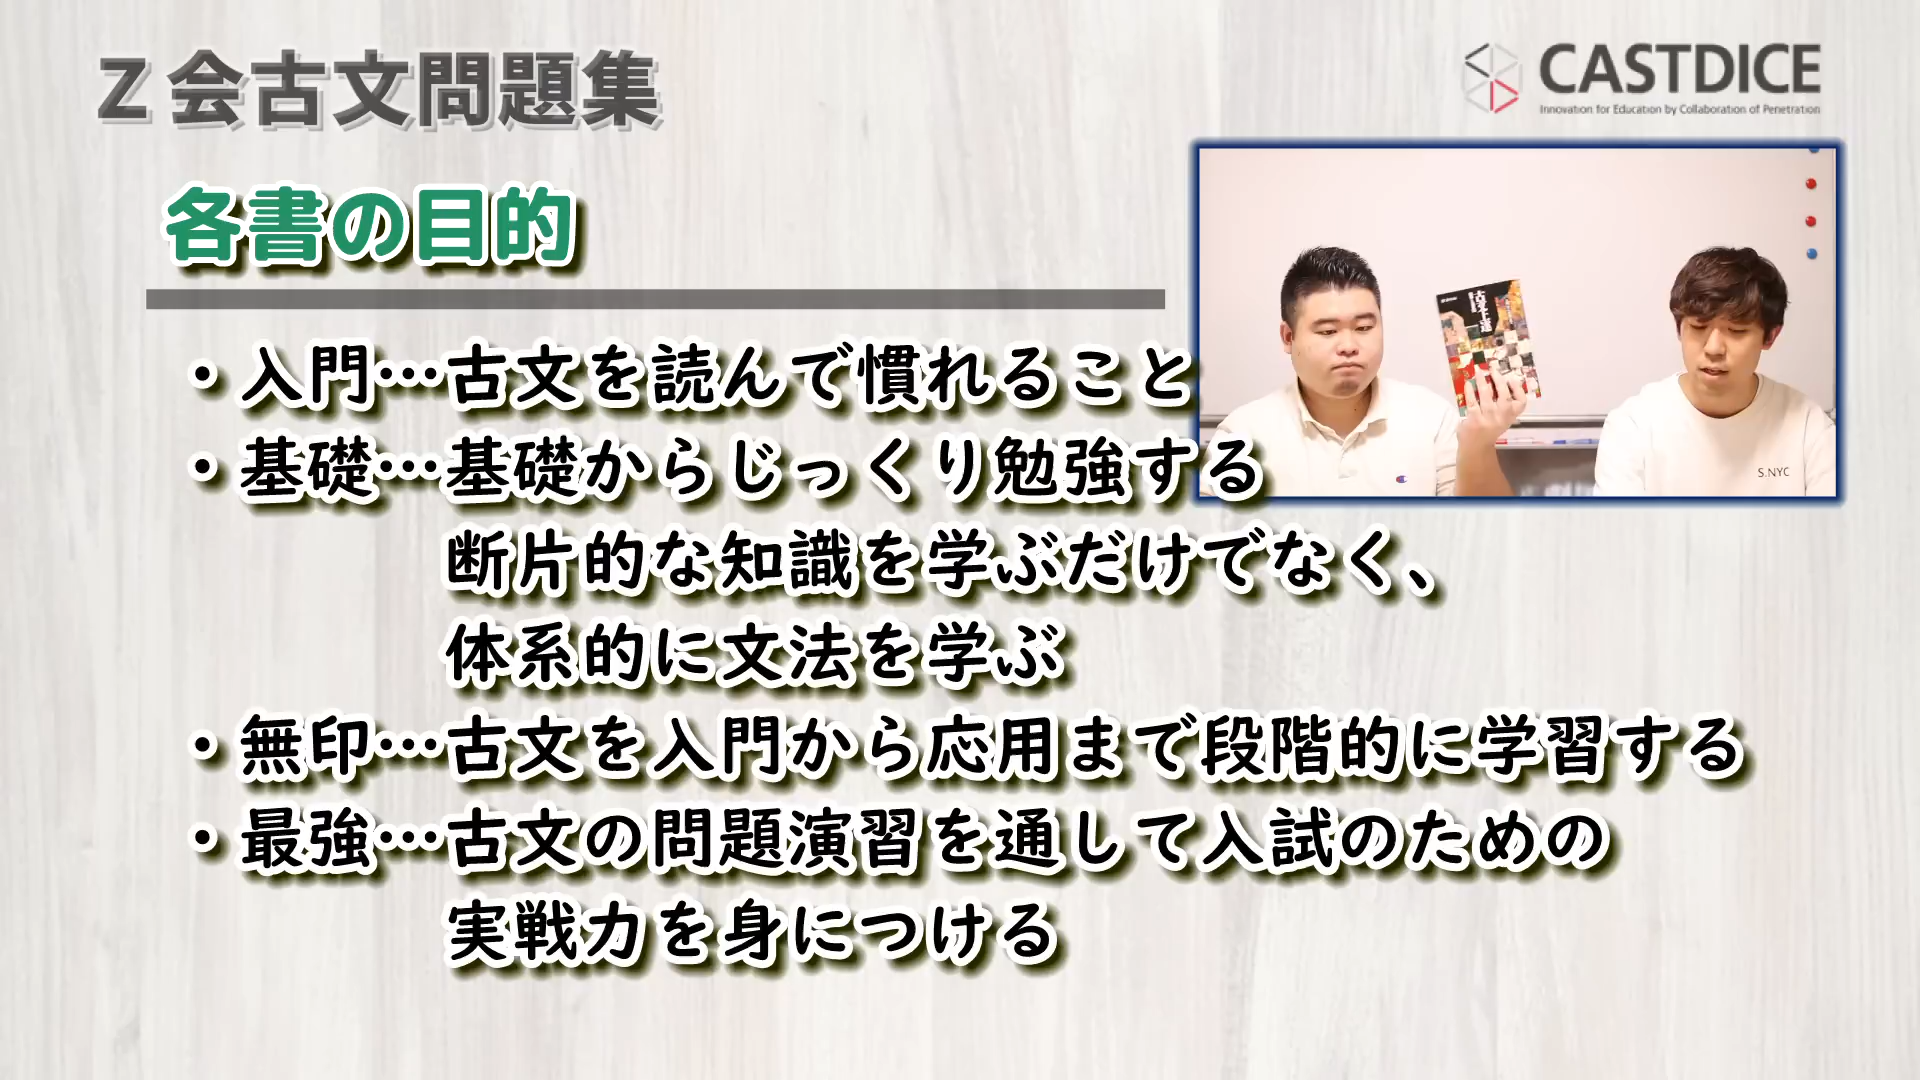 Z会古文問題集
CASTDICE
Innovation for Education by Collaboration of Penetration
各書の目的
古文上達
S.NYC
・入門…古文を読んで慣れること
・基礎…基礎からじっくり勉強する
断片的な知識を学ぶだけでなく、
体系的に文法を学ぶ
・無印…古文を入門から応用まで段階的に学習する
・最強…古文の問題演習を通して入試のための
実戦力を身につける